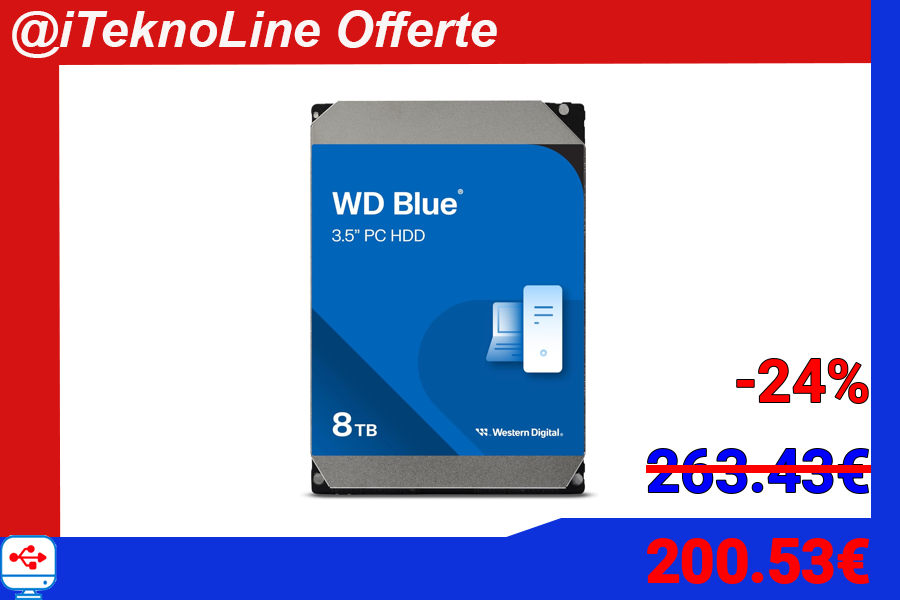 @iTeknoLine Offerte
WD Blue®
3.5” PC HDD
8TB
Western Digital®
-24%
263.43€
200.53€